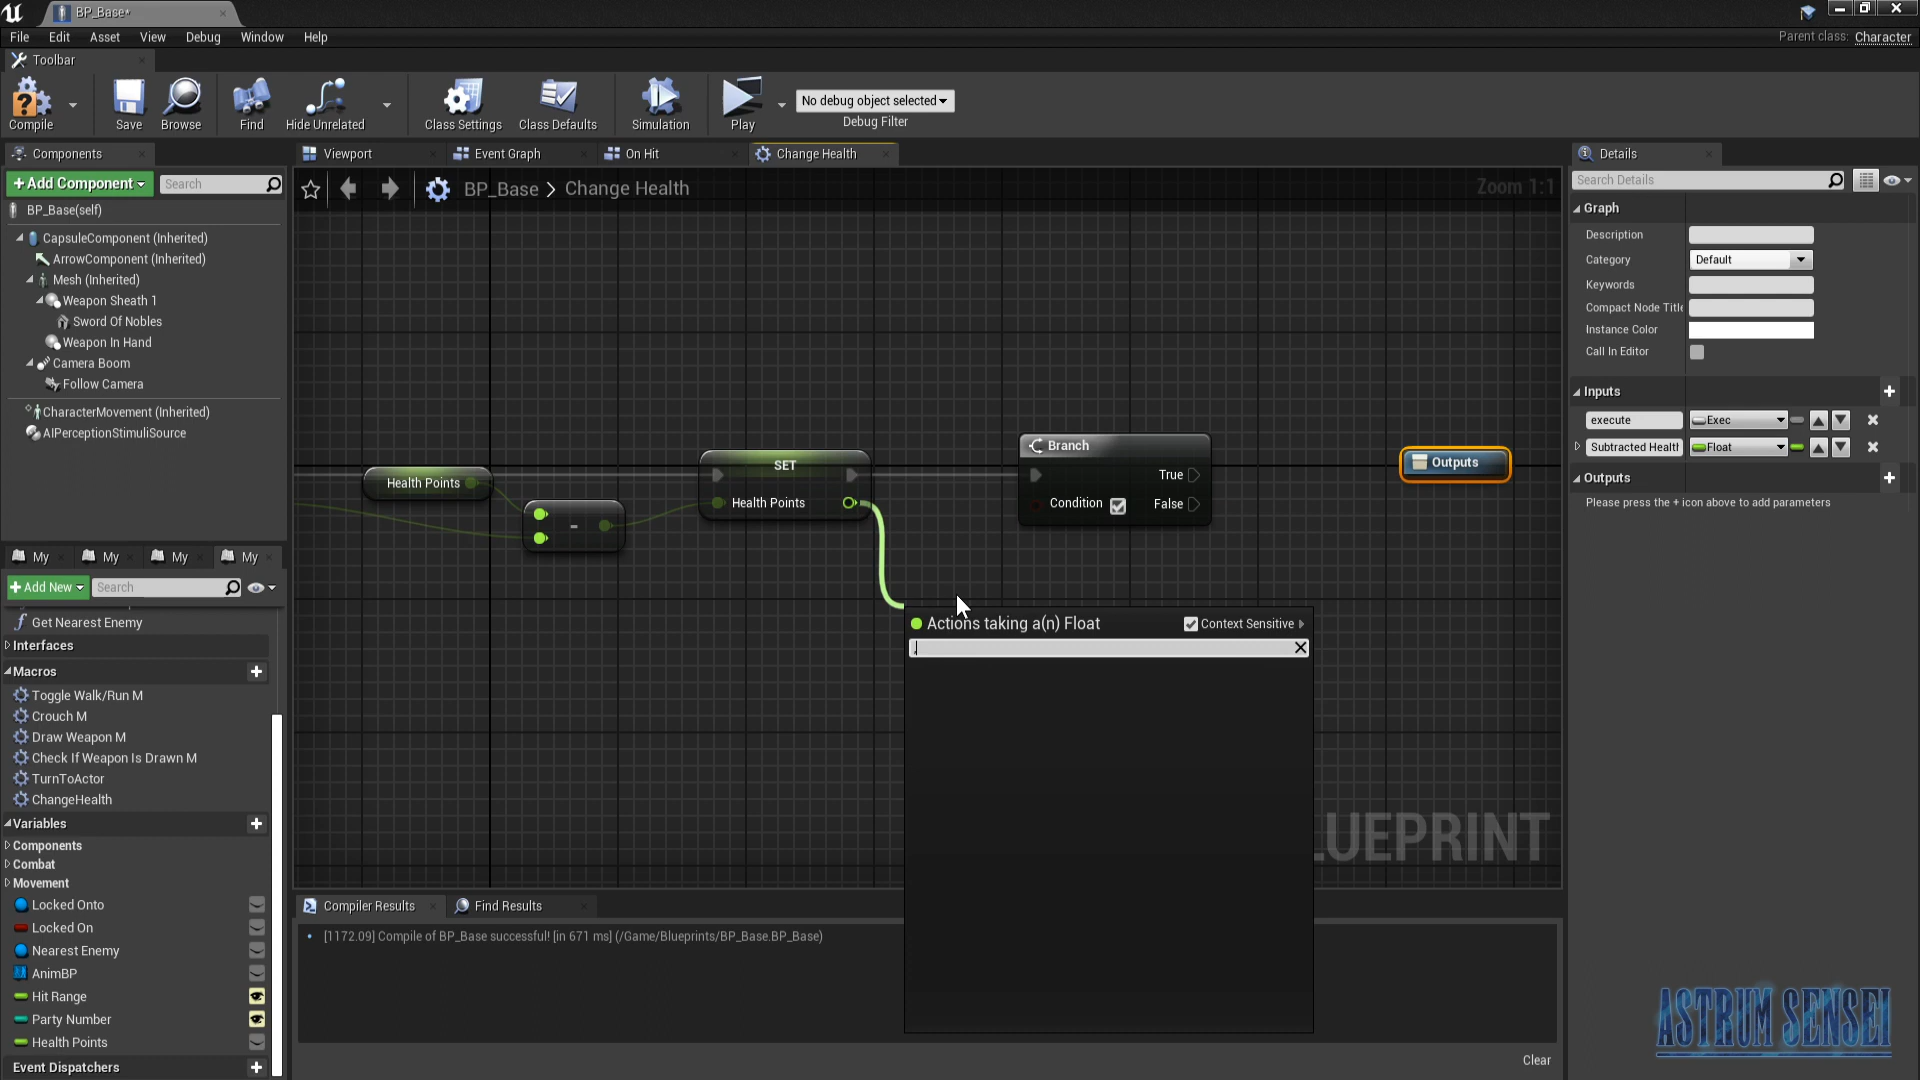 BP_Base*
File Edit Asset View Debug Window Help
Parent class: Character
Toolbar
Compile
Save
Browse
Find
Hide Unrelated
Class Settings
Class Defaults
Simulation
Play
No debug object selected
Debug Filter
Components
Viewport
Event Graph
On Hit
Change Health
Details
+Add Component
Search
BP_Base > Change Health
Zoom 1:1
Search Details
BP_Base(self)
CapsuleComponent (Inherited)
ArrowComponent (Inherited)
Mesh (Inherited)
Weapon Sheath 1
Sword Of Nobles
Weapon In Hand
Camera Boom
Follow Camera
CharacterMovement (Inherited)
AIPerceptionStimuliSource
Graph
Description
Category Default
Keywords
Compact Node Title
Instance Color
Call In Editor
Inputs
execute Exec
Subtracted Health Float
Outputs
Please press the + icon above to add parameters
Health Points
-
SET
Health Points
Branch
True
Condition
False
Outputs
Actions taking a(n) Float
Context Sensitive
My My My My
+Add New
Search
Get Nearest Enemy
Interfaces
Macros
Toggle Walk/Run M
Crouch M
Draw Weapon M
Check If Weapon Is Drawn M
TurnToActor
ChangeHealth
Variables
Components
Combat
Movement
Locked Onto
Locked On
Nearest Enemy
AnimBP
Hit Range
Party Number
Health Points
Event Dispatchers
LUEPRINT
Compiler Results
Find Results
[1172.09] Compile of BP_Base successful! [in 671 ms] (/Game/Blueprints/BP_Base.BP_Base)
Clear
ASTRUM SENSEI